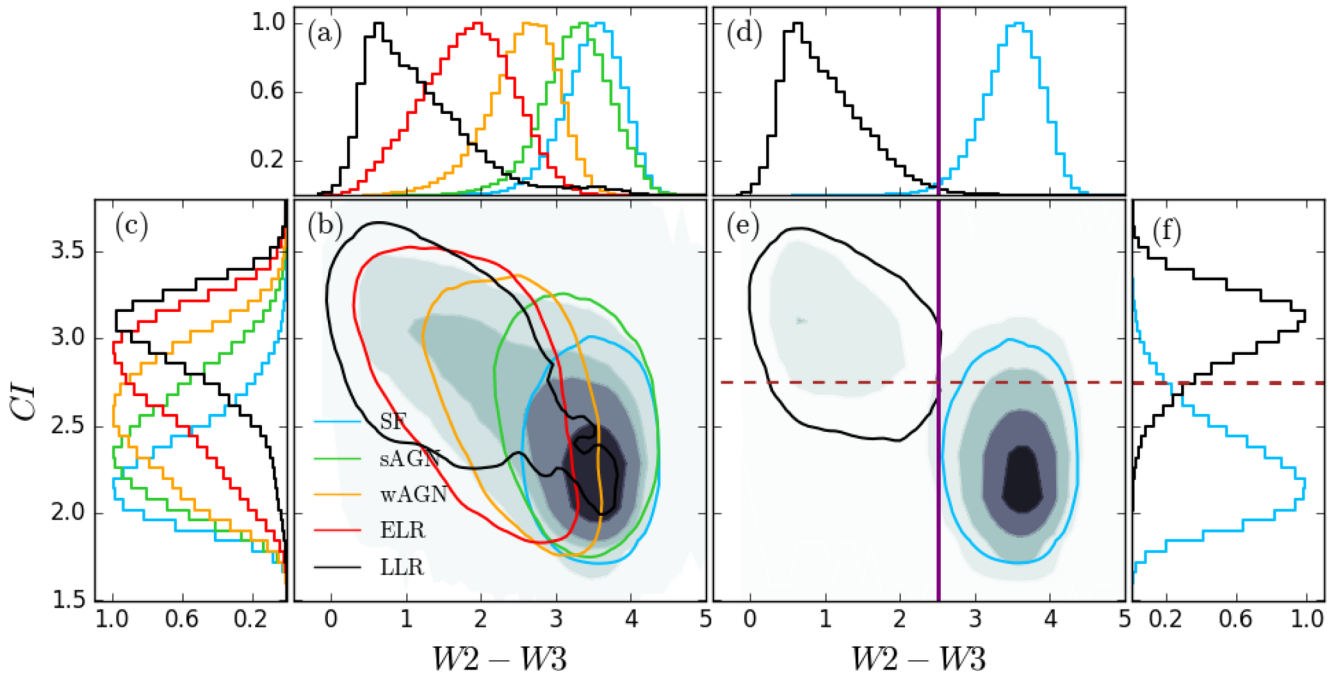 (a)
(d)
1.0
0.6
0.2
(c)
(b)
(e)
(f)
3.5
3.0
2.5
2.0
1.5
CI
SF
sAGN
wAGN
ELR
LLR
1.0 0.6 0.2
0 1 2 3 4 5
0 1 2 3 4 5
0.2 0.6 1.0
W2 − W3
W2 − W3